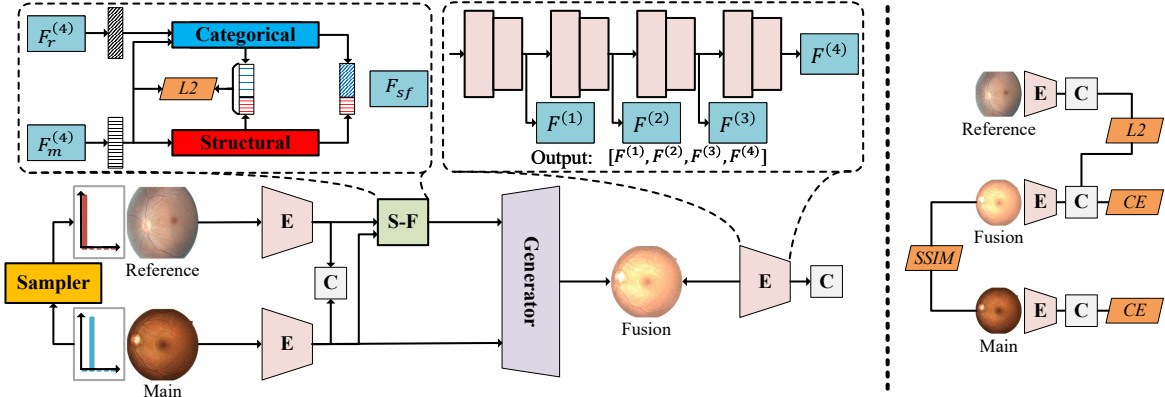 F_r^(4)
Categorical
L2
F_sf
F_m^(4)
Structural
F^(1)
F^(2)
F^(3)
F^(4)
Output: [F^(1), F^(2), F^(3), F^(4)]
Sampler
Reference
Main
E
E
C
S-F
Generator
Fusion
E
C
Reference
E
C
L2
Fusion
E
C
CE
SSIM
Main
E
C
CE